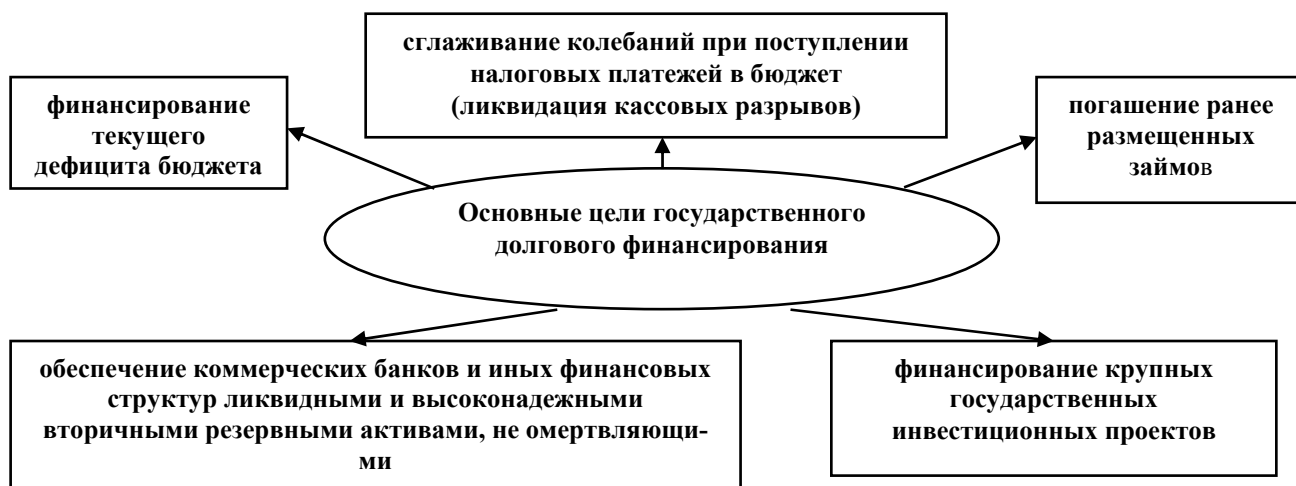 сглаживание колебаний при поступлении
налоговых платежей в бюджет
(ликвидация кассовых разрывов)
финансирование
текущего
дефицита бюджета
погашение ранее
размещенных
займов
Основные цели государственного
долгового финансирования
обеспечение коммерческих банков и иных финансовых
структур ликвидными и высоконадежными
вторичными резервными активами, не омертвляющи-
ми
финансирование крупных
государственных
инвестиционных проектов